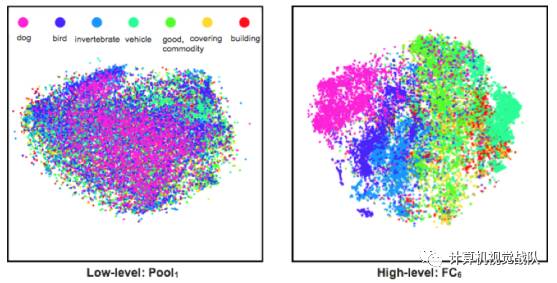 dog
bird
invertebrate
vehicle
good, commodity
covering
building
Low-level: Pool₁
High-level: FC₆
计算机视觉战队